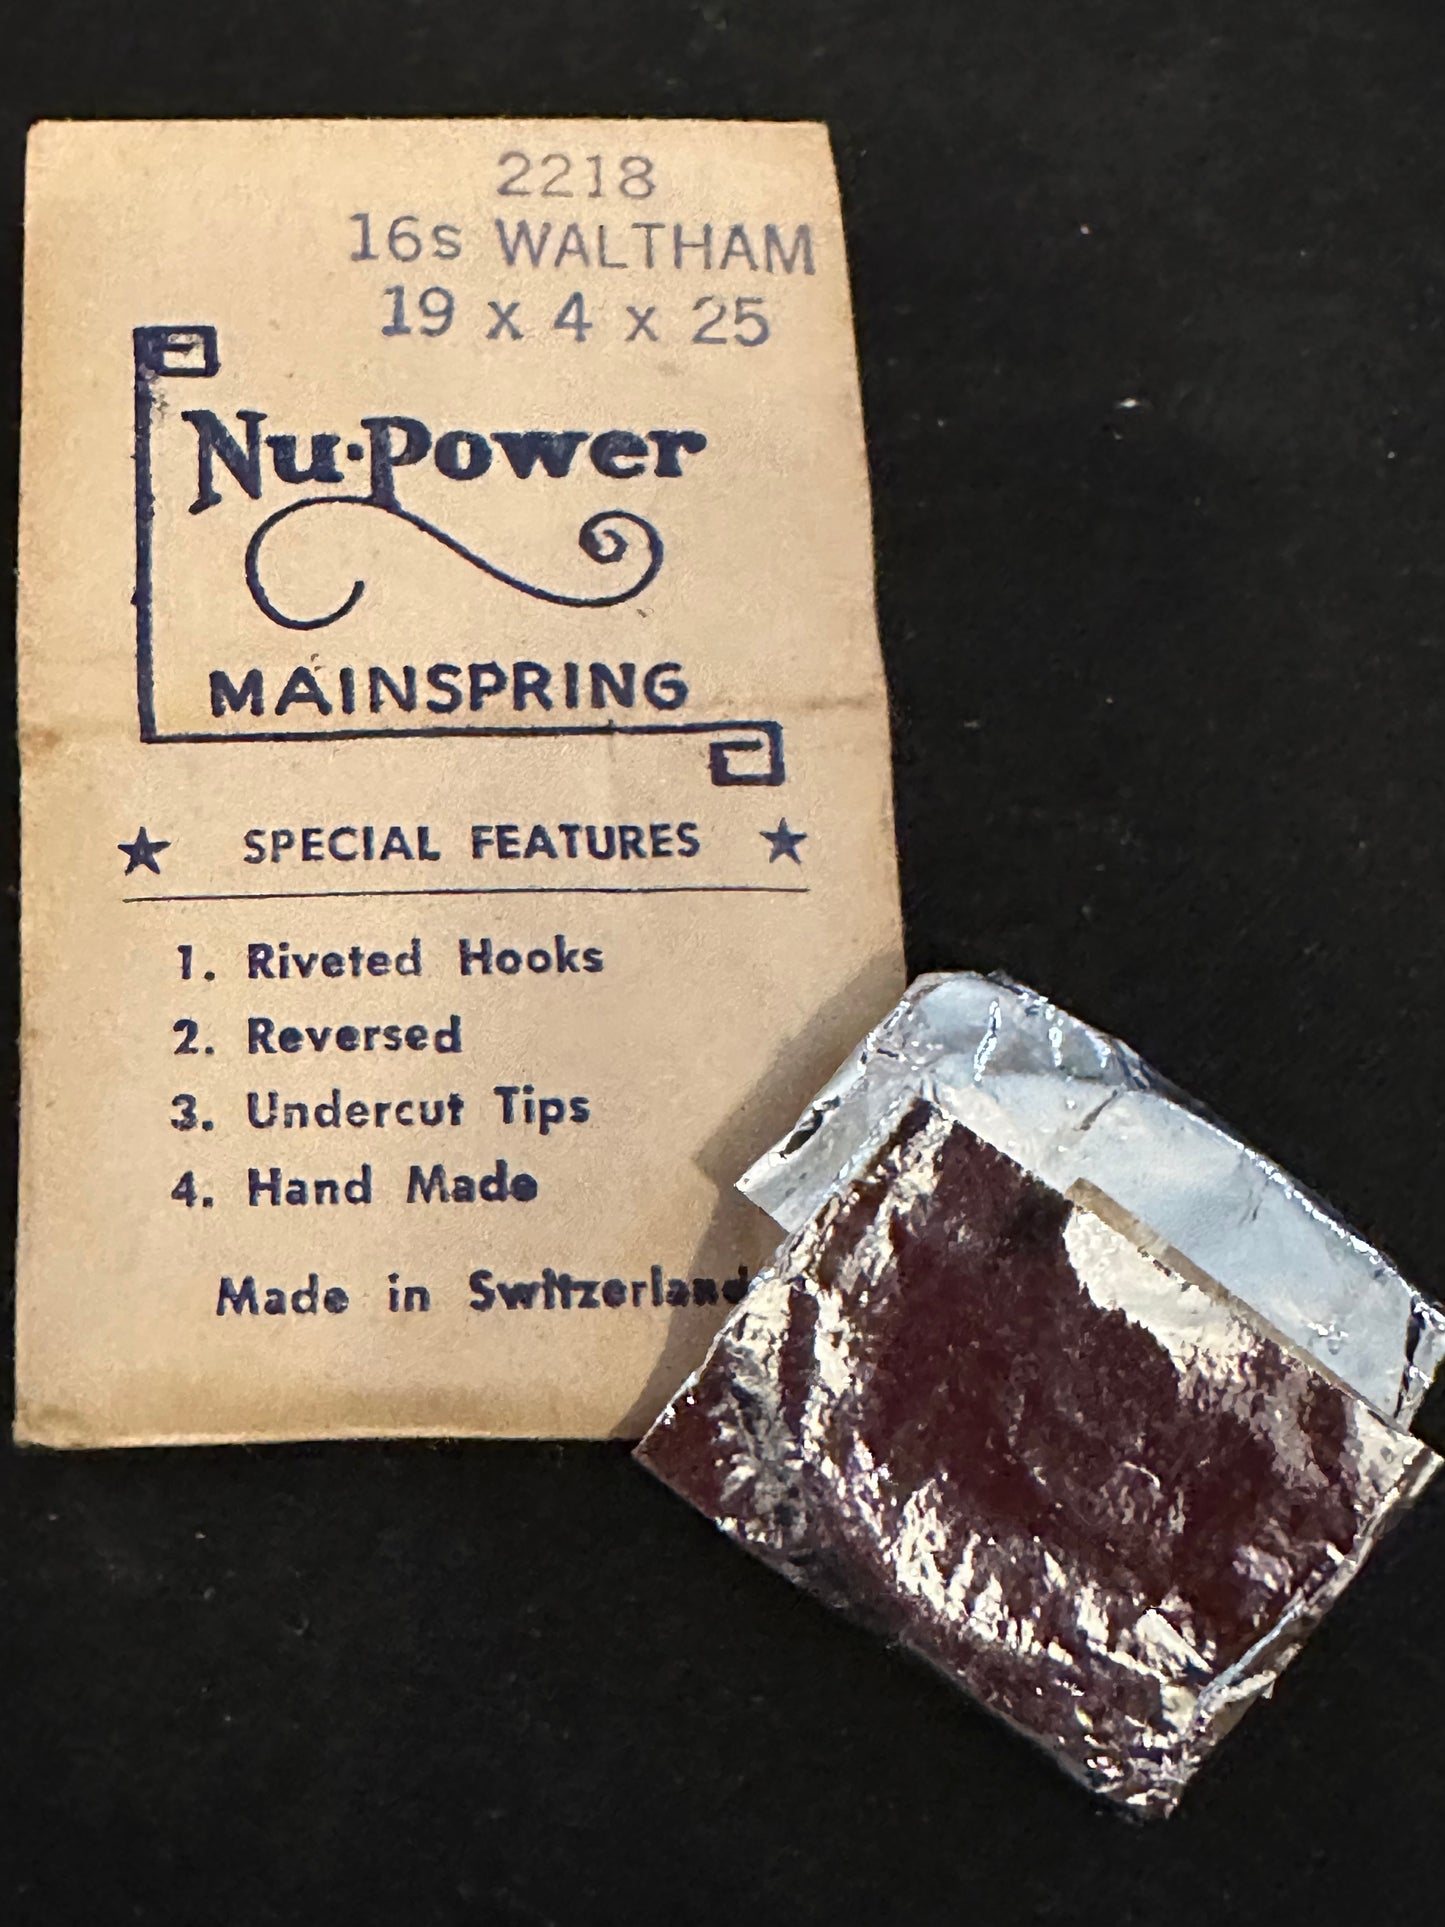 2218
16s WALTHAM
19 x 4 x 25
Nu·Power
MAINSPRING
★ SPECIAL FEATURES ★
1. Riveted Hooks
2. Reversed
3. Undercut Tips
4. Hand Made
Made in Switzerland